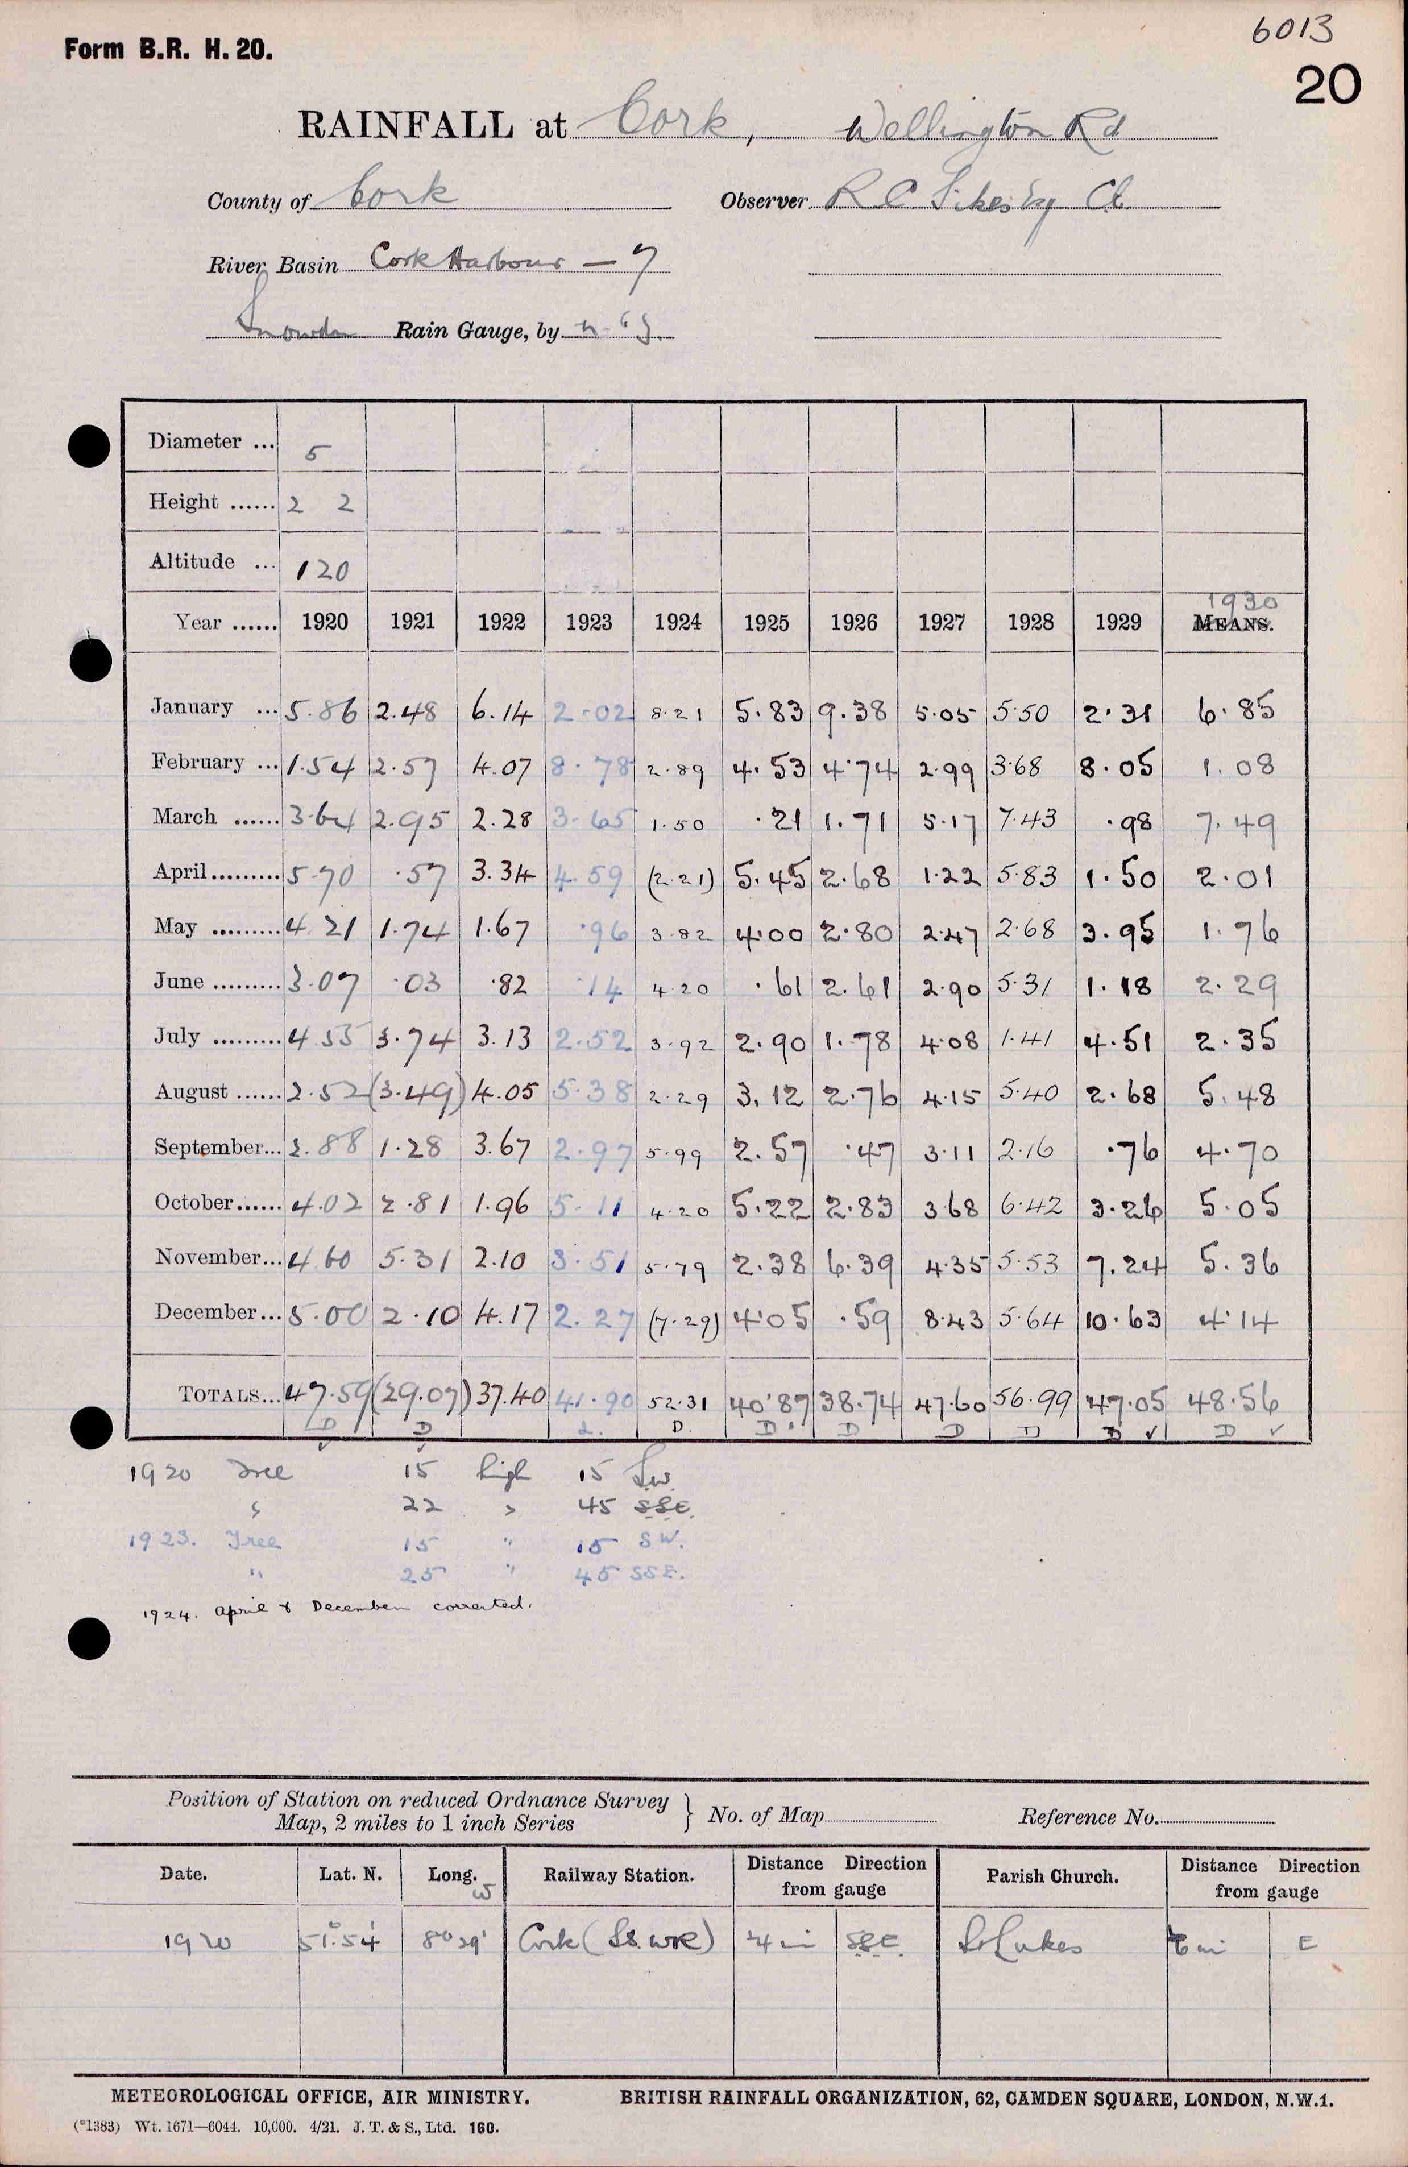 6013
Form B.R. H. 20.
20
RAINFALL at Cork, Wellington Rd
County of Cork Observer R C Sikes Esq CE
River Basin Cork Harbour — 7
Snowdon Rain Gauge, by
Diameter ... 5
Height ...... 2 2
Altitude ... 120
1930
Year ...... 1920 1921 1922 1923 1924 1925 1926 1927 1928 1929 MEANS.
January ... 5.86 2.48 6.14 2.02 8.21 5.83 9.38 5.05 5.50 2.31 6.85
February ... 1.54 2.57 4.07 8.78 2.89 4.53 4.74 2.99 3.68 8.05 1.08
March ...... 3.64 2.95 2.28 3.65 1.50 .21 1.71 5.17 7.43 .98 7.49
April......... 5.70 .57 3.34 4.59 (2.21) 5.45 2.68 1.22 5.83 1.50 2.01
May ......... 4.21 1.74 1.67 .96 3.82 4.00 2.80 2.47 2.68 3.95 1.76
June ......... 3.07 .03 .82 .14 4.20 .61 2.61 2.90 5.31 1.18 2.29
July ......... 4.55 3.74 3.13 2.52 3.92 2.90 1.78 4.08 1.41 4.51 2.35
August ...... 2.52 (3.49) 4.05 5.38 2.29 3.12 2.76 4.15 5.40 2.68 5.48
September... 2.88 1.28 3.67 2.97 5.99 2.57 .47 3.11 2.16 .76 4.70
October...... 4.02 2.81 1.96 5.11 4.20 5.22 2.83 3.68 6.42 3.26 5.05
November... 4.60 5.31 2.10 3.51 5.79 2.38 6.39 4.35 5.53 7.24 5.36
December... 5.00 2.10 4.17 2.27 (7.29) 4.05 .59 8.43 5.64 10.63 4.14
TOTALS... 47.59 (29.07) 37.40 41.90 52.31 40.87 38.74 47.60 56.99 47.05 48.56
D D D. D D D D D ✓ D ✓
1920 Tree 15 high 15 S.W.
" 22 " 45 SSE.
1923. Tree 15 " 15 SW.
" 25 " 45 SSE.
1924. April & December corrected.
Position of Station on reduced Ordnance Survey
Map, 2 miles to 1 inch Series } No. of Map Reference No.
Date. Lat. N. Long. W Railway Station. Distance Direction from gauge Parish Church. Distance Direction from gauge
1920 51°54' 8°29' Cork (SSE. SSE St Lukes mi E
METEOROLOGICAL OFFICE, AIR MINISTRY. BRITISH RAINFALL ORGANIZATION, 62, CAMDEN SQUARE, LONDON, N.W.1.
(*1383) Wt. 1671—6044. 10,000. 4/21. J. T. & S., Ltd. 160.